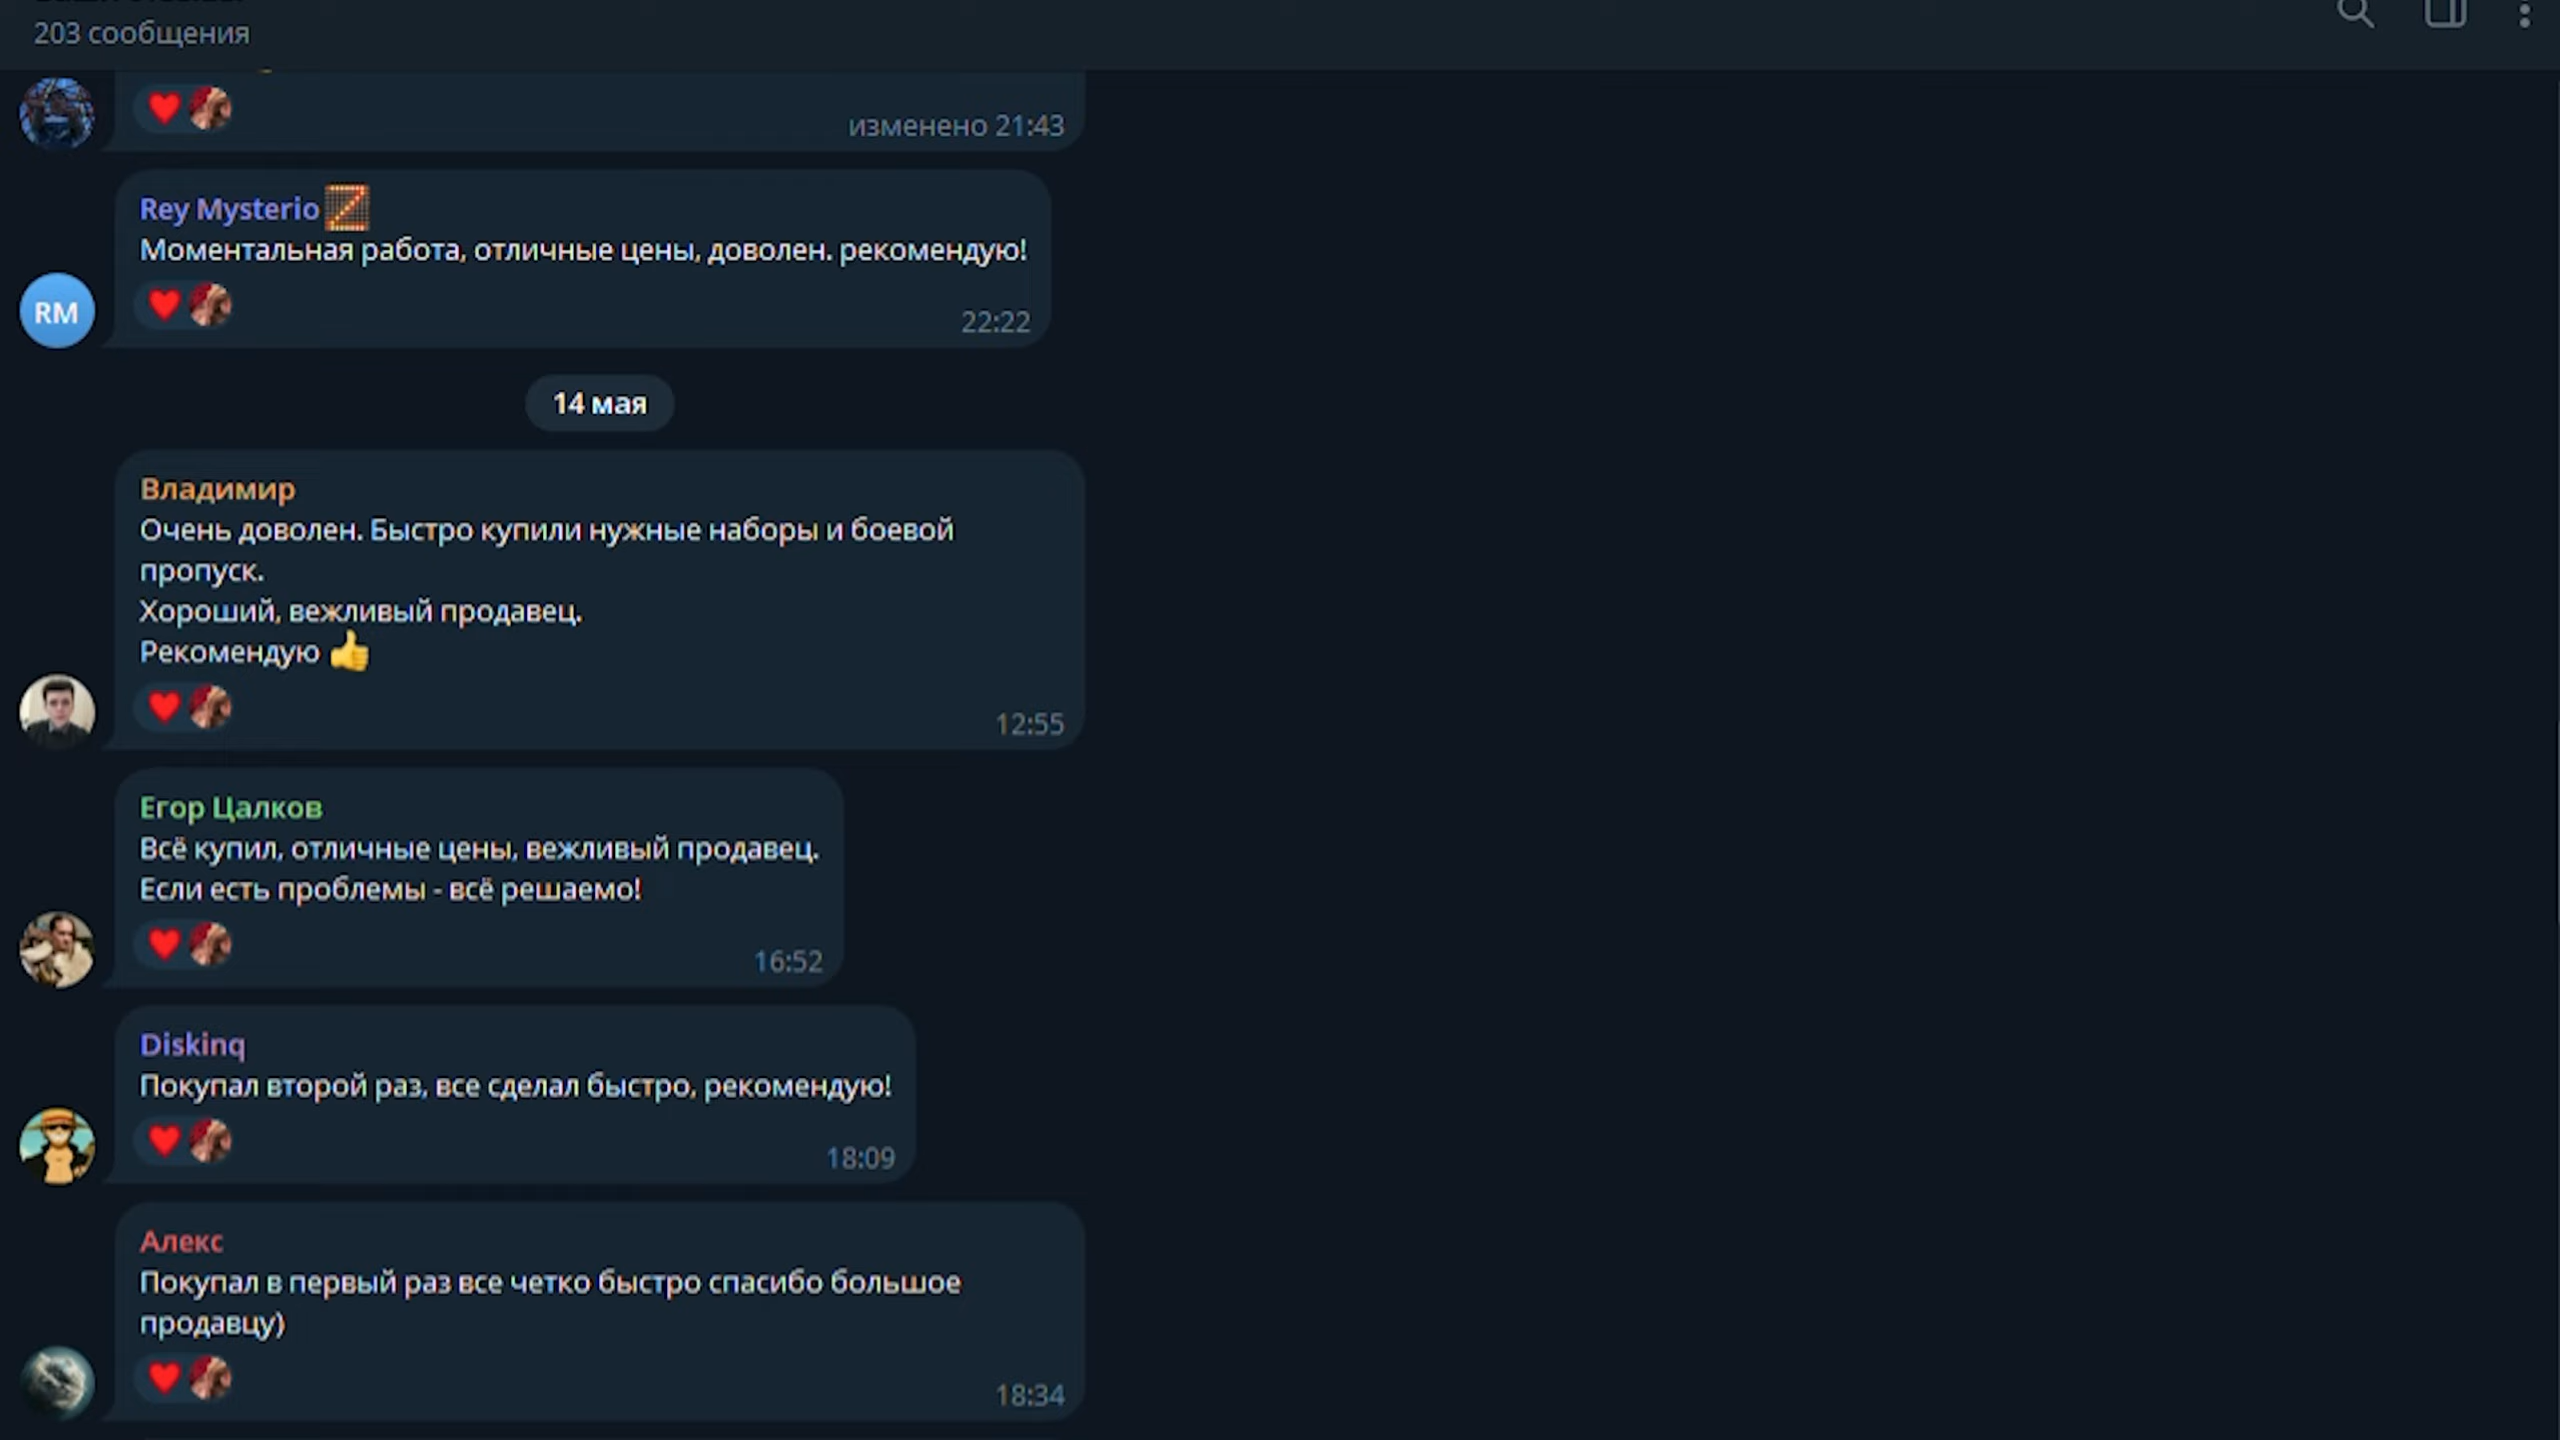 203 сообщения
изменено 21:43
Rey Mysterio
Моментальная работа, отличные цены, доволен. рекомендую!
RM
22:22
14 мая
Владимир
Очень доволен. Быстро купили нужные наборы и боевой
пропуск.
Хороший, вежливый продавец.
Рекомендую 👍
12:55
Егор Цалков
Всё купил, отличные цены, вежливый продавец.
Если есть проблемы - всё решаемо!
16:52
Diskinq
Покупал второй раз, все сделал быстро, рекомендую!
18:09
Алекс
Покупал в первый раз все четко быстро спасибо большое
продавцу)
18:34